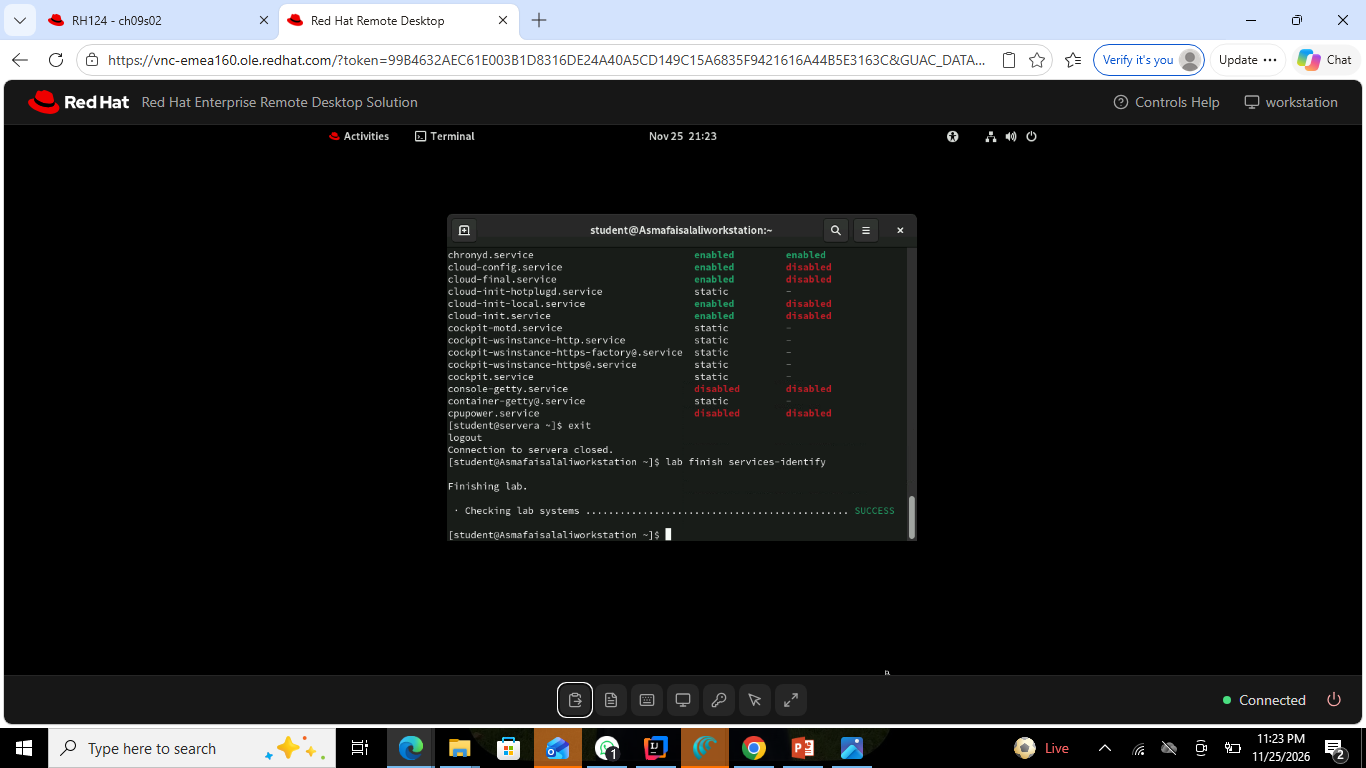 RH124 - ch09s02
Red Hat Remote Desktop
https://vnc-emea160.ole.redhat.com/?token=99B4632AEC61E003B1D8316DE24A40A5CD149C15A6835F9421616A44B5E3163C&GUAC_DATA...
Verify it's you
Update
Chat
Red Hat
Red Hat Enterprise Remote Desktop Solution
Controls Help
workstation
Activities
Terminal
Nov 25 21:23
student@Asmafaisalaliworkstation:~
chronyd.service enabled enabled
cloud-config.service enabled disabled
cloud-final.service enabled disabled
cloud-init-hotplugd.service static -
cloud-init-local.service enabled disabled
cloud-init.service enabled disabled
cockpit-motd.service static -
cockpit-wsinstance-http.service static -
cockpit-wsinstance-https-factory@.service static -
cockpit-wsinstance-https@.service static -
cockpit.service static -
console-getty.service disabled disabled
container-getty@.service static -
cpupower.service disabled disabled
[student@servera ~]$ exit
logout
Connection to servera closed.
[student@Asmafaisalaliworkstation ~]$ lab finish services-identify
Finishing lab.
· Checking lab systems ............................................. SUCCESS
[student@Asmafaisalaliworkstation ~]$
Connected
Type here to search
1
Live
11:23 PM
11/25/2026
2